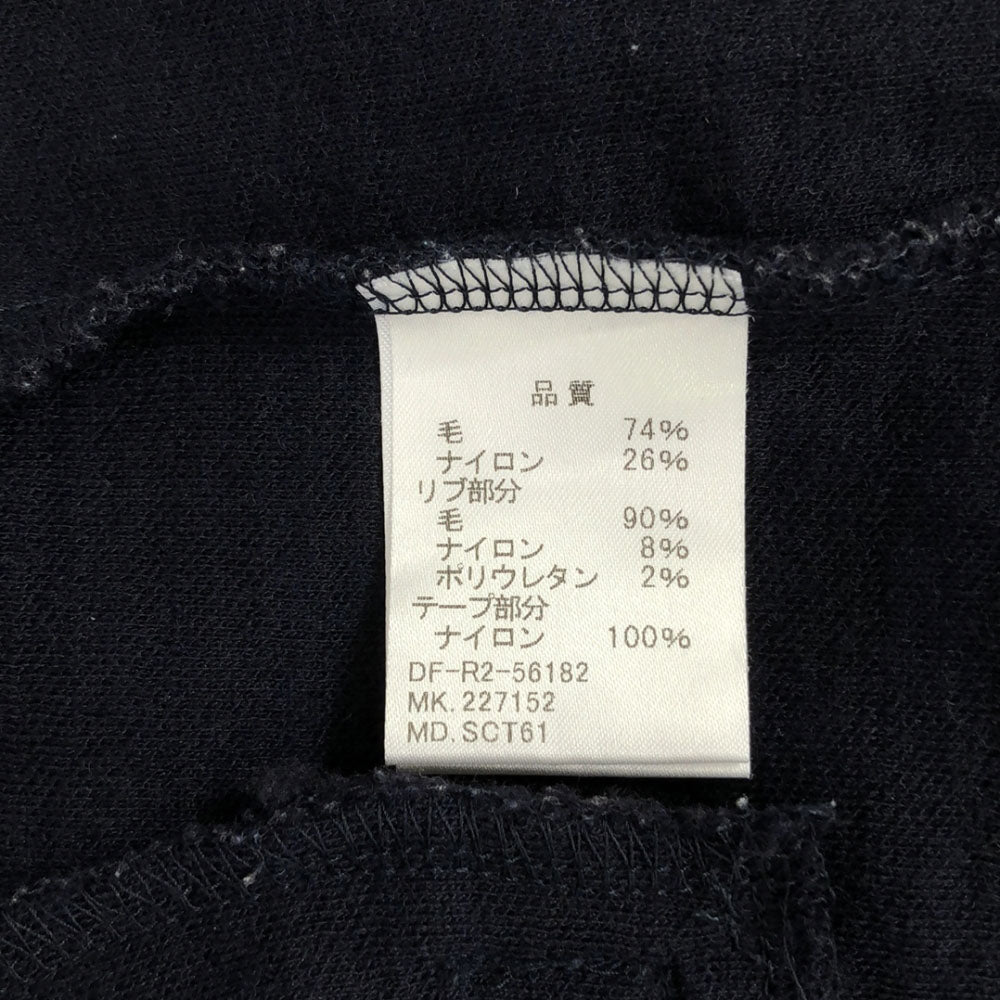 品質
毛 74%
ナイロン 26%
リブ部分
毛 90%
ナイロン 8%
ポリウレタン 2%
テープ部分
ナイロン 100%
DF-R2-56182
MK.227152
MD.SCT61